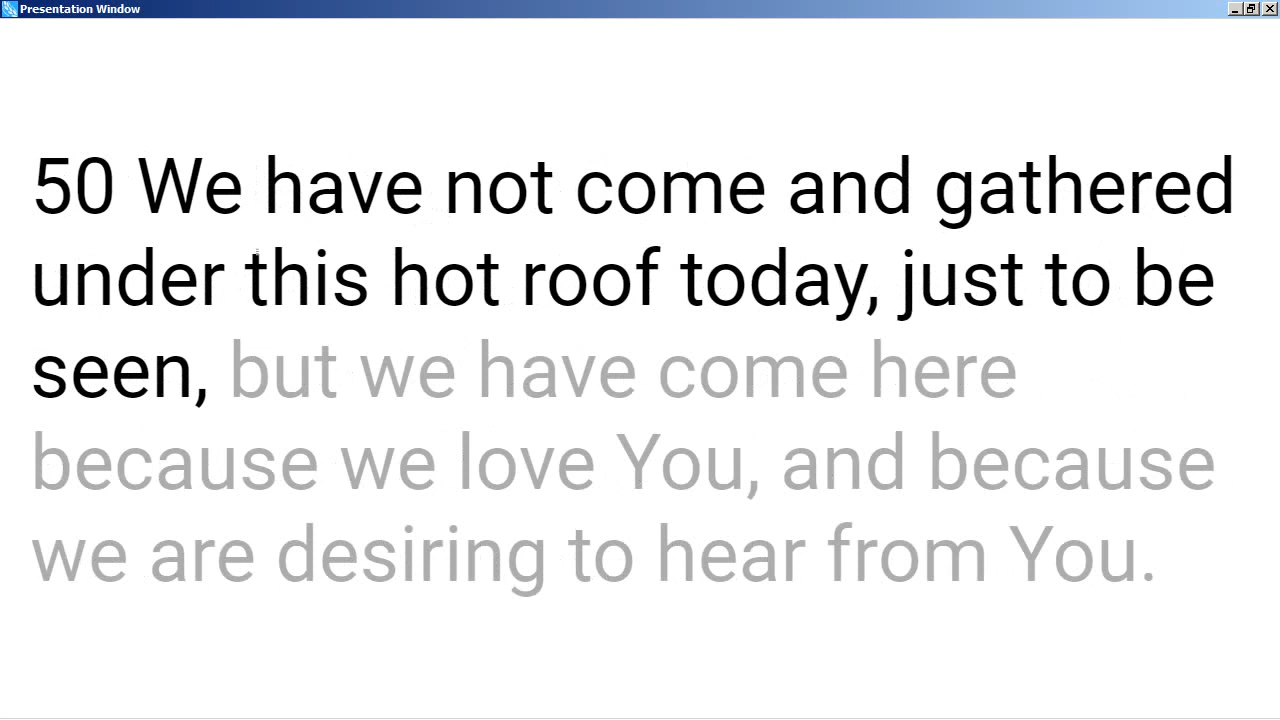 Presentation Window
50 We have not come and gathered
under this hot roof today, just to be
seen, but we have come here
because we love You, and because
we are desiring to hear from You.